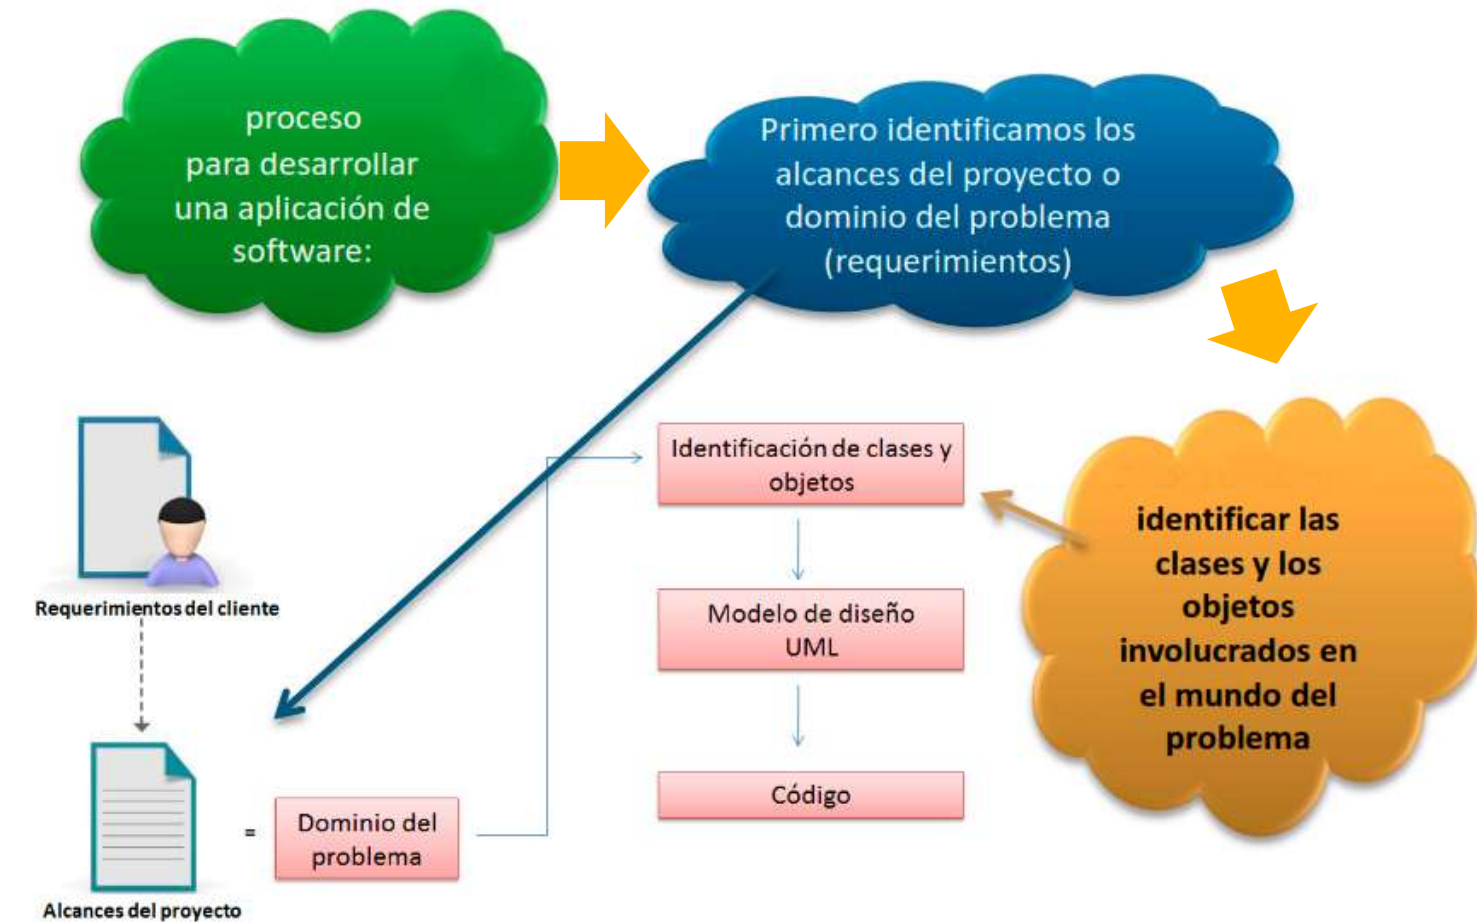 proceso
para desarrollar
una aplicación de
software:
Primero identificamos los
alcances del proyecto o
dominio del problema
(requerimientos)
Requerimientos del cliente
Alcances del proyecto
=
Dominio del
problema
Identificación de clases y
objetos
Modelo de diseño
UML
Código
identificar las
clases y los
objetos
involucrados en
el mundo del
problema